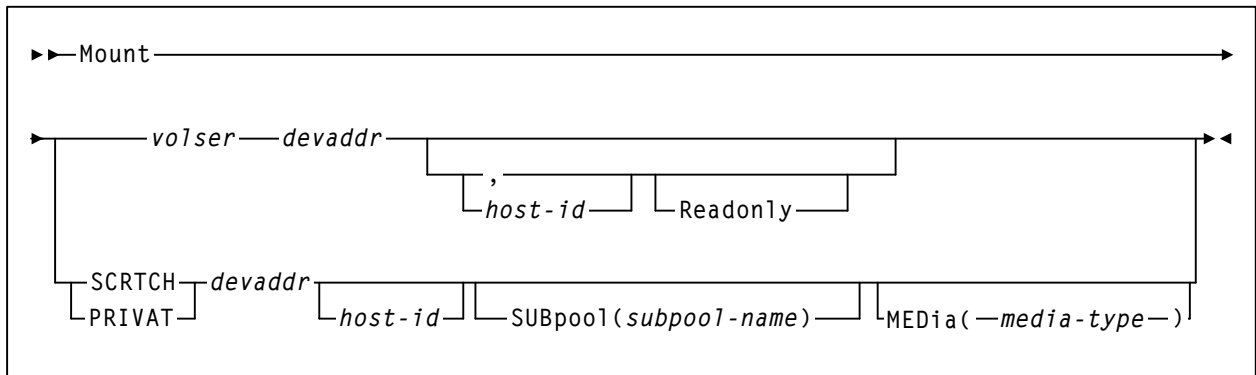 Mount
volser devaddr
,
host-id Readonly
SCRTCH devaddr
PRIVAT host-id SUBpool(subpool-name) MEDia( media-type )